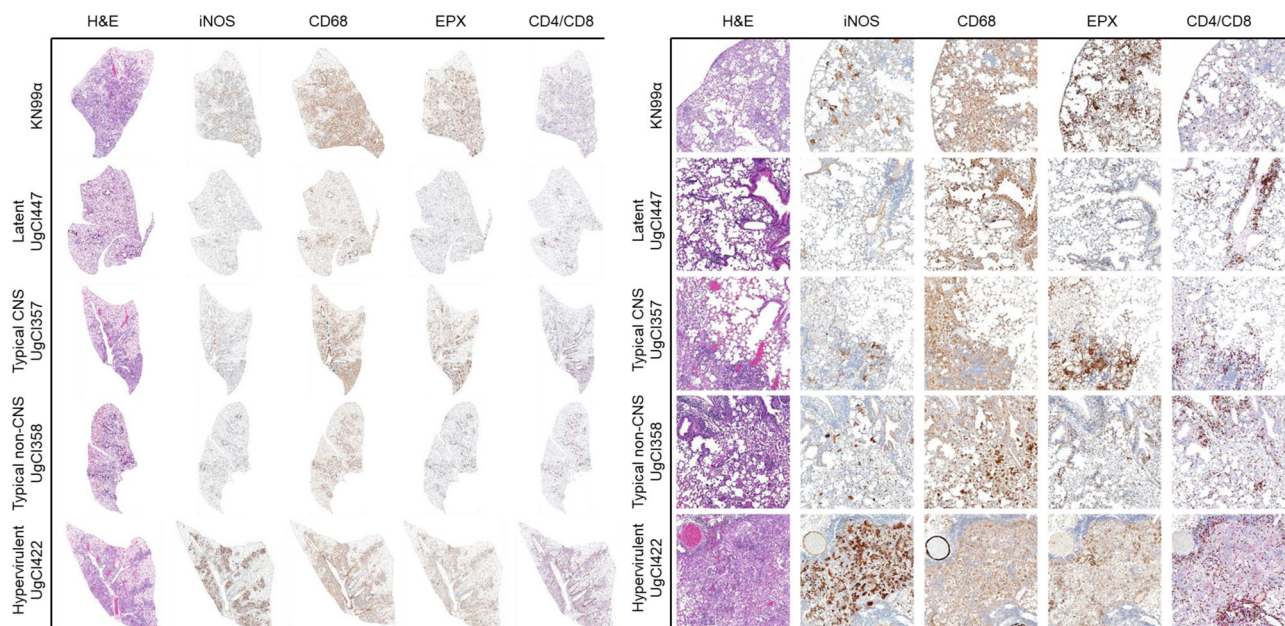 H&E iNOS CD68 EPX CD4/CD8
KN99α
Latent
UgCl447
Typical CNS
UgCl357
Typical non-CNS
UgCl358
Hypervirulent
UgCl422
H&E iNOS CD68 EPX CD4/CD8
KN99α
Latent
UgCl447
Typical CNS
UgCl357
Typical non-CNS
UgCl358
Hypervirulent
UgCl422